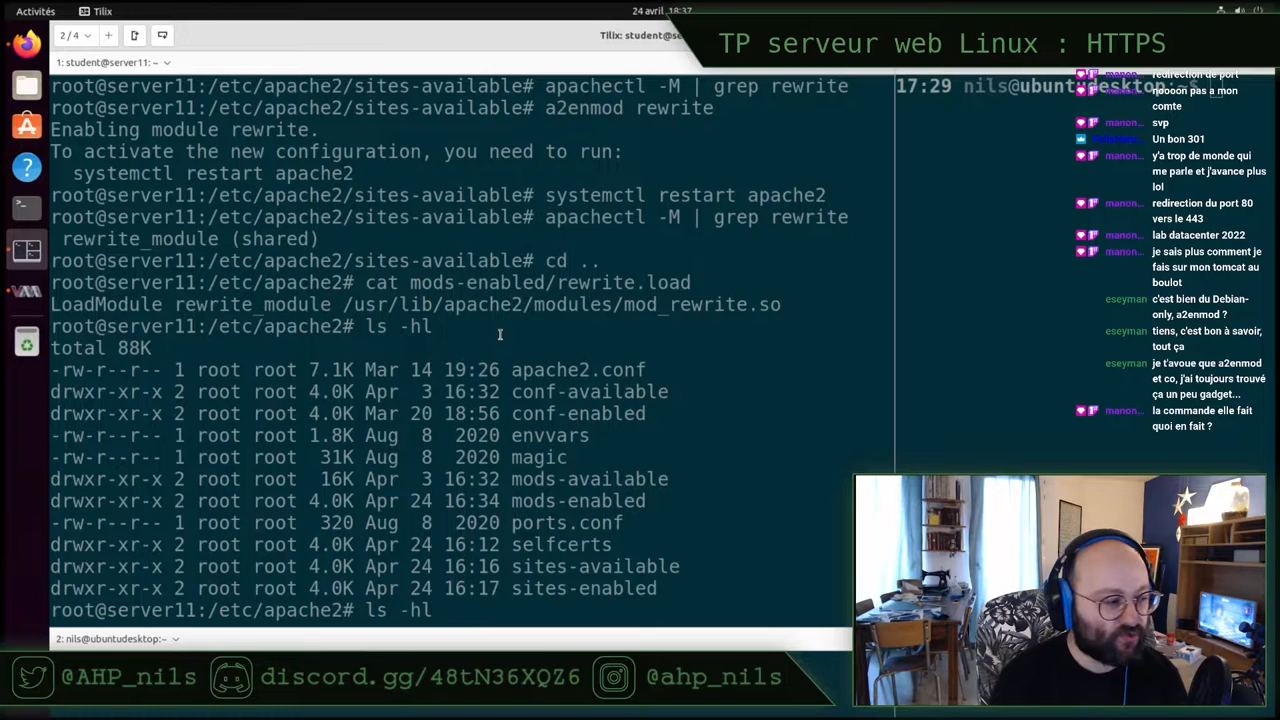 Activités
Tilix
24 avril 18:37
2/4
Tilix: student@se
TP serveur web Linux : HTTPS
1: student@server11: ~
root@server11:/etc/apache2/sites-available# apachectl -M | grep rewrite
root@server11:/etc/apache2/sites-available# a2enmod rewrite
Enabling module rewrite.
To activate the new configuration, you need to run:
systemctl restart apache2
root@server11:/etc/apache2/sites-available# systemctl restart apache2
root@server11:/etc/apache2/sites-available# apachectl -M | grep rewrite
rewrite_module (shared)
root@server11:/etc/apache2/sites-available# cd ..
root@server11:/etc/apache2# cat mods-enabled/rewrite.load
LoadModule rewrite_module /usr/lib/apache2/modules/mod_rewrite.so
root@server11:/etc/apache2# ls -hl
total 88K
-rw-r--r-- 1 root root 7.1K Mar 14 19:26 apache2.conf
drwxr-xr-x 2 root root 4.0K Apr 3 16:32 conf-available
drwxr-xr-x 2 root root 4.0K Mar 20 18:56 conf-enabled
-rw-r--r-- 1 root root 1.8K Aug 8 2020 envvars
-rw-r--r-- 1 root root 31K Aug 8 2020 magic
drwxr-xr-x 2 root root 16K Apr 3 16:32 mods-available
drwxr-xr-x 2 root root 4.0K Apr 24 16:34 mods-enabled
-rw-r--r-- 1 root root 320 Aug 8 2020 ports.conf
drwxr-xr-x 2 root root 4.0K Apr 24 16:12 selfcerts
drwxr-xr-x 2 root root 4.0K Apr 24 16:16 sites-available
drwxr-xr-x 2 root root 4.0K Apr 24 16:17 sites-enabled
root@server11:/etc/apache2# ls -hl
2: nils@ubuntudesktop:~
17:29 nils@ubuntudesktop:~$
manon... redirection de port
manon... nooon pas a mon
comte
manon... svp
Un bon 301
manon... y'a trop de monde qui
me parle et j'avance plus
lol
manon... redirection du port 80
vers le 443
manon... lab datacenter 2022
manon... je sais plus comment je
fais sur mon tomcat au
boulot
eseyman c'est bien du Debian-
only, a2enmod ?
eseyman tiens, c'est bon à savoir,
tout ça
eseyman je t'avoue que a2enmod
et co, j'ai toujours trouvé
ça un peu gadget...
manon... la commande elle fait
quoi en fait ?
@AHP_nils
discord.gg/48tN36XQZ6
@ahp_nils